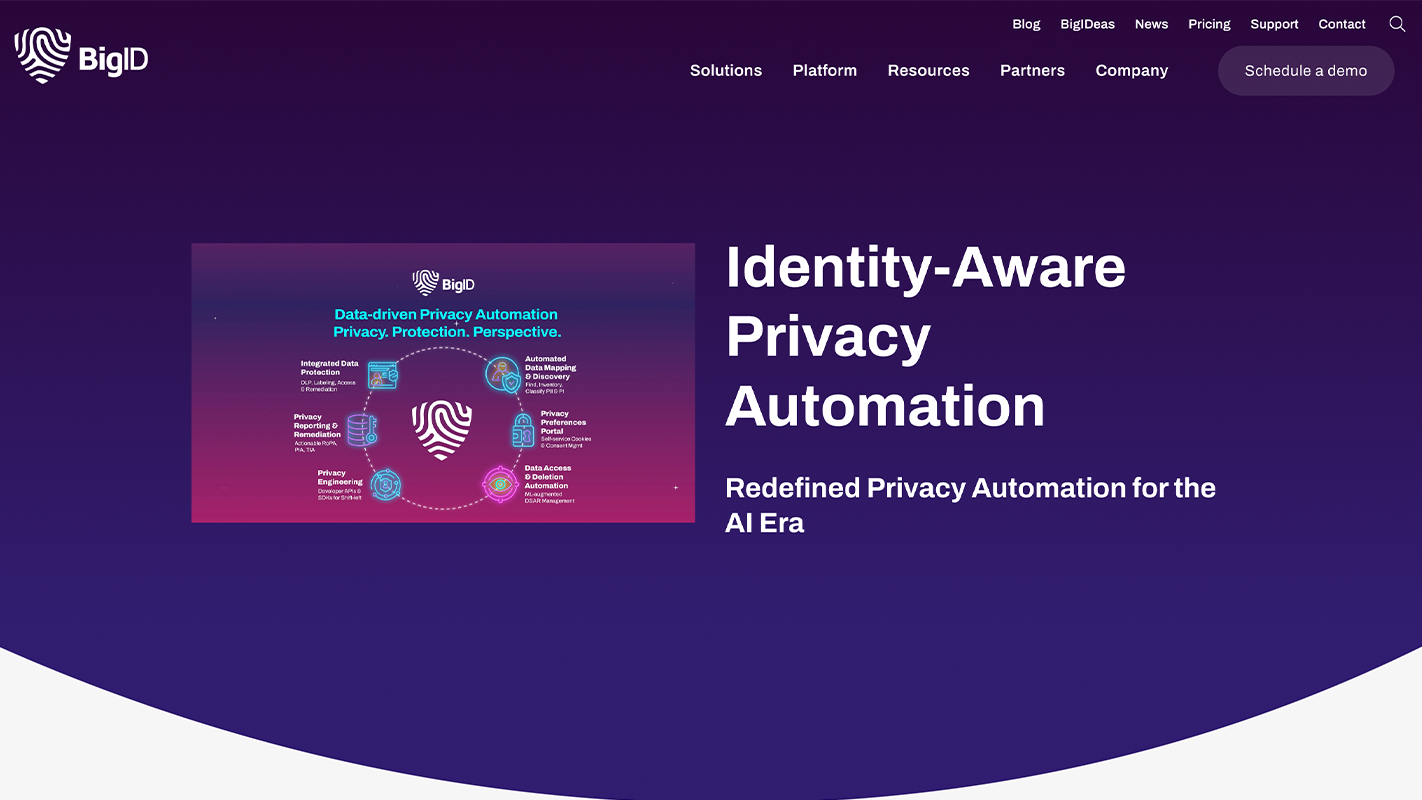 Blog BigIDeas News Pricing Support Contact
BigID
Solutions Platform Resources Partners Company Schedule a demo
BigID
Data-driven Privacy Automation
Privacy. Protection. Perspective.
Integrated Data
Protection
DLP, Labeling, Access
& Remediation
Automated
Data Mapping
& Discovery
Find, Inventory,
Classify PII & PI
Privacy
Reporting &
Remediation
Actionable RoPA,
PIA, TIA
Privacy
Preferences
Portal
Self-service Cookies
& Consent Mgmt
Privacy
Engineering
Developer APIs &
SDKs for Shift-left
Data Access
& Deletion
Automation
ML-augmented
DSAR Management
Identity-Aware
Privacy
Automation
Redefined Privacy Automation for the
AI Era